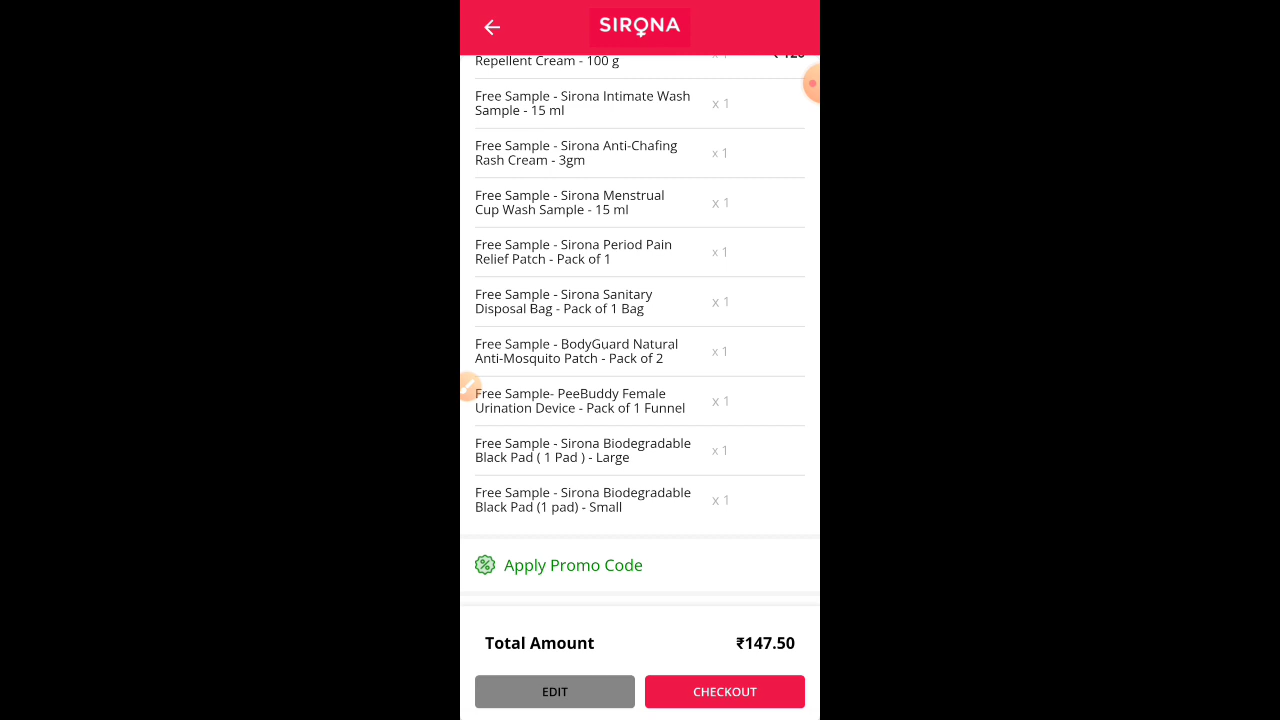 SIRONA
Repellent Cream - 100 g
Free Sample - Sirona Intimate Wash x 1
Sample - 15 ml
Free Sample - Sirona Anti-Chafing x 1
Rash Cream - 3gm
Free Sample - Sirona Menstrual x 1
Cup Wash Sample - 15 ml
Free Sample - Sirona Period Pain x 1
Relief Patch - Pack of 1
Free Sample - Sirona Sanitary x 1
Disposal Bag - Pack of 1 Bag
Free Sample - BodyGuard Natural x 1
Anti-Mosquito Patch - Pack of 2
Free Sample- PeeBuddy Female x 1
Urination Device - Pack of 1 Funnel
Free Sample - Sirona Biodegradable x 1
Black Pad ( 1 Pad ) - Large
Free Sample - Sirona Biodegradable x 1
Black Pad (1 pad) - Small
Apply Promo Code
Total Amount ₹147.50
EDIT CHECKOUT